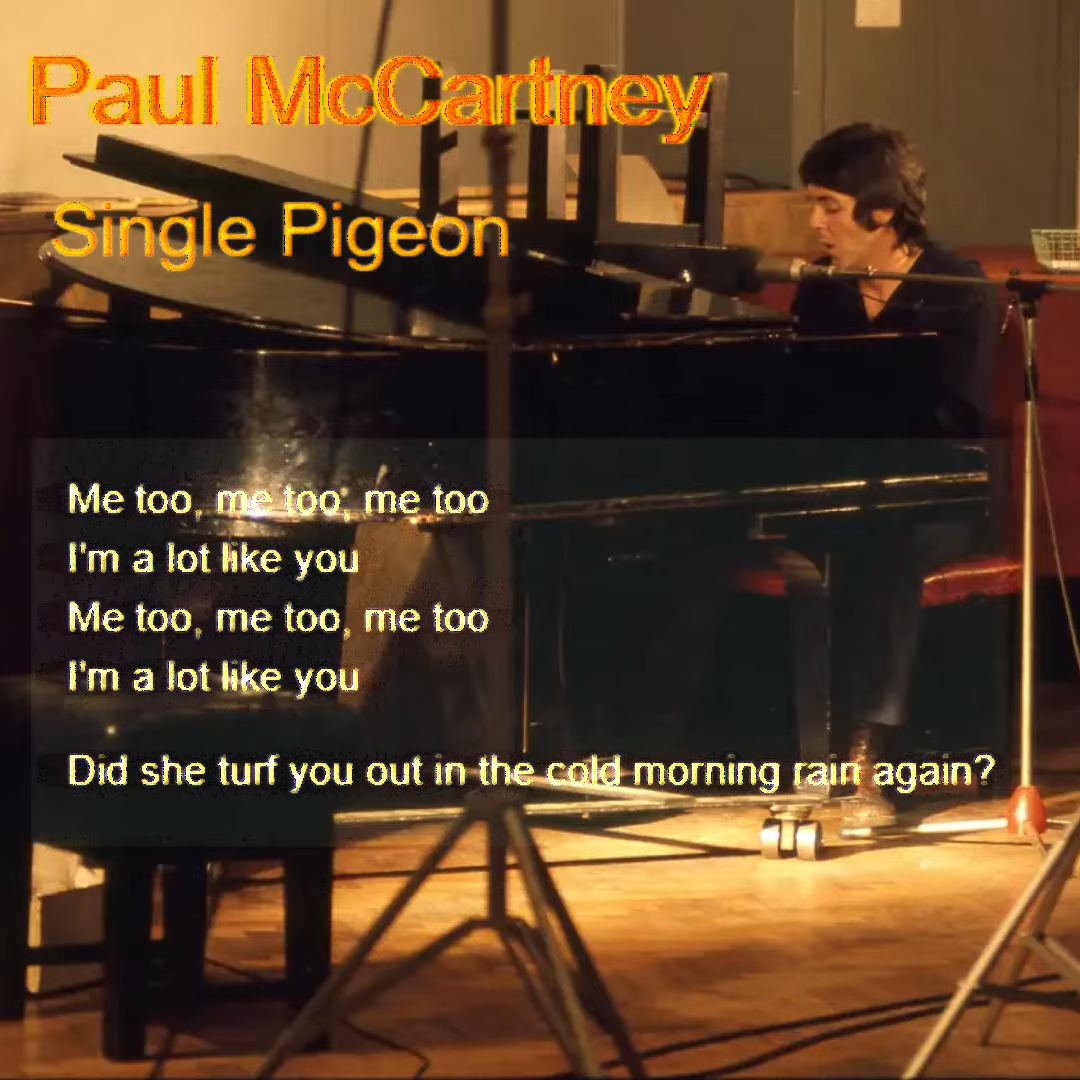 Paul McCartney
Single Pigeon
Me too, me too, me too
I'm a lot like you
Me too, me too, me too
I'm a lot like you
Did she turf you out in the cold morning rain again?